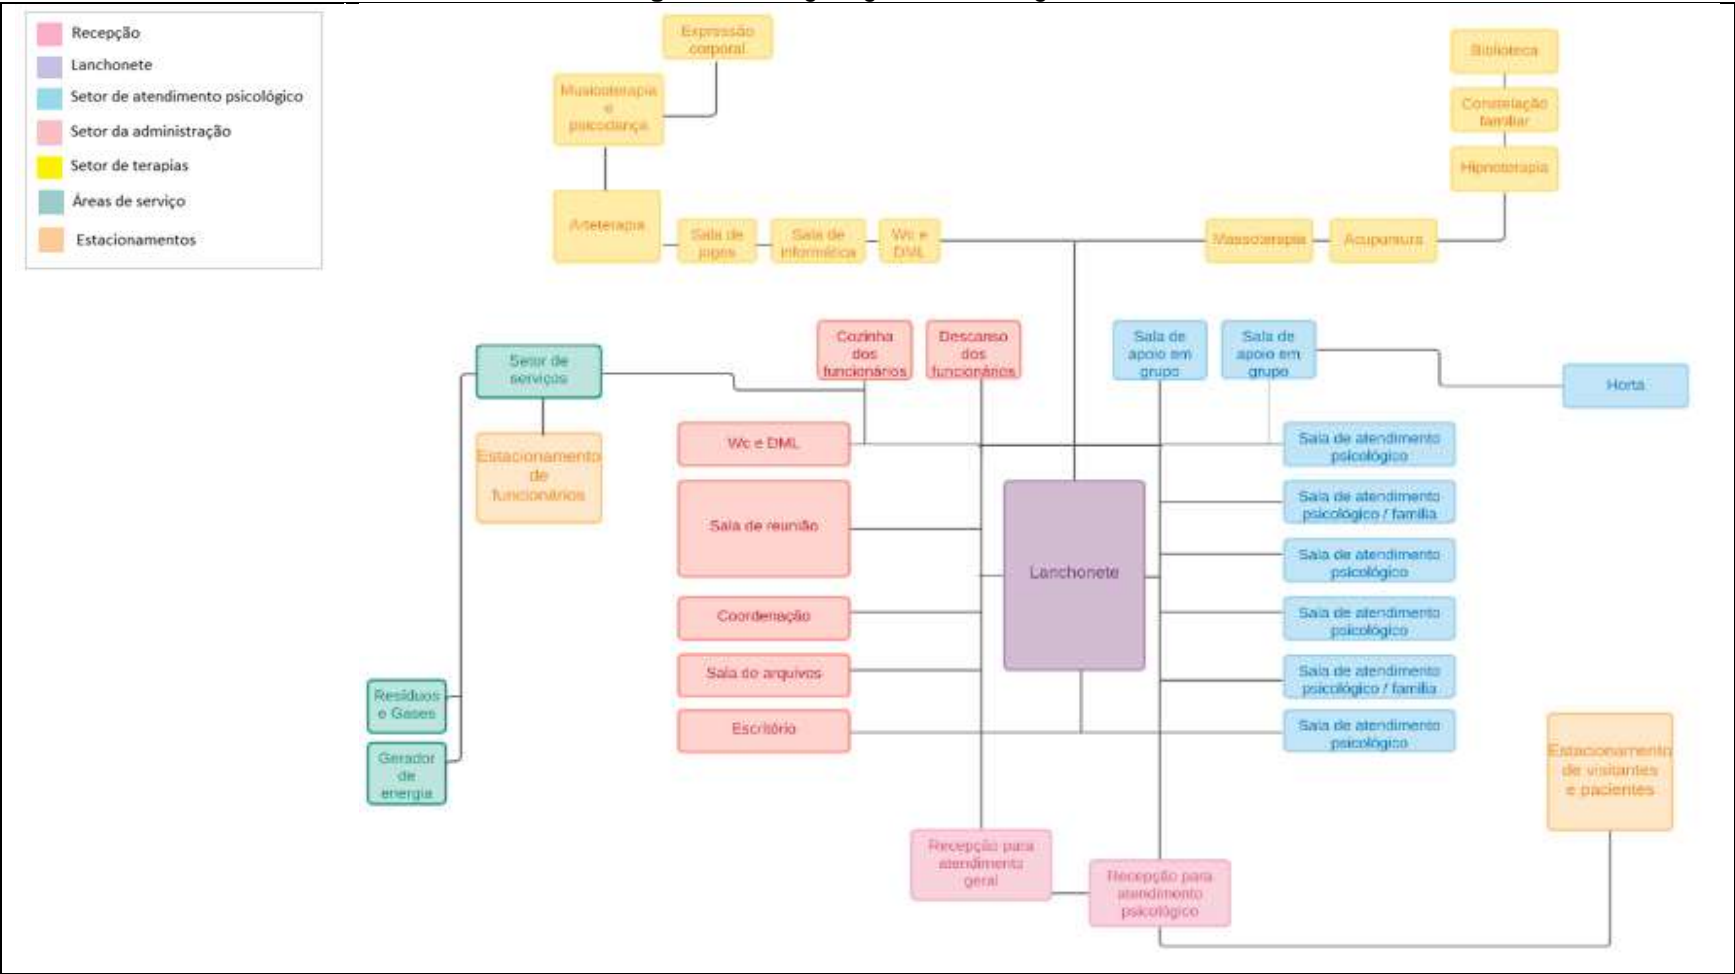 Recepção
Lanchonete
Setor de atendimento psicológico
Setor da administração
Setor de terapias
Áreas de serviço
Estacionamentos
Expressão
corporal
Musicoterapia
e
psicodança
Arteterapia
Sala de
jogos
Sala de
informática
Wc e
DML
Massoterapia
Acupuntura
Biblioteca
Constelação
familiar
Hipnoterapia
Setor de
serviços
Estacionamento
de
funcionários
Resíduos
e Gases
Gerador
de
energia
Cozinha
dos
funcionários
Descanso
dos
funcionários
Wc e DML
Sala de reunião
Coordenação
Sala de arquivos
Escritório
Lanchonete
Sala de
apoio em
grupo
Sala de
apoio em
grupo
Horta
Sala de atendimento
psicológico
Sala de atendimento
psicológico / família
Sala de atendimento
psicológico
Sala de atendimento
psicológico
Sala de atendimento
psicológico / família
Sala de atendimento
psicológico
Estacionamento
de visitantes
e pacientes
Recepção para
atendimento
geral
Recepção para
atendimento
psicológico